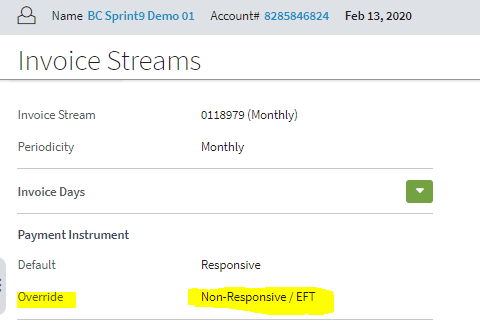 Name BC Sprint9 Demo 01 Account# 8285846824 Feb 13, 2020
Invoice Streams
Invoice Stream 0118979 (Monthly)
Periodicity Monthly
Invoice Days
Payment Instrument
Default Responsive
Override Non-Responsive / EFT